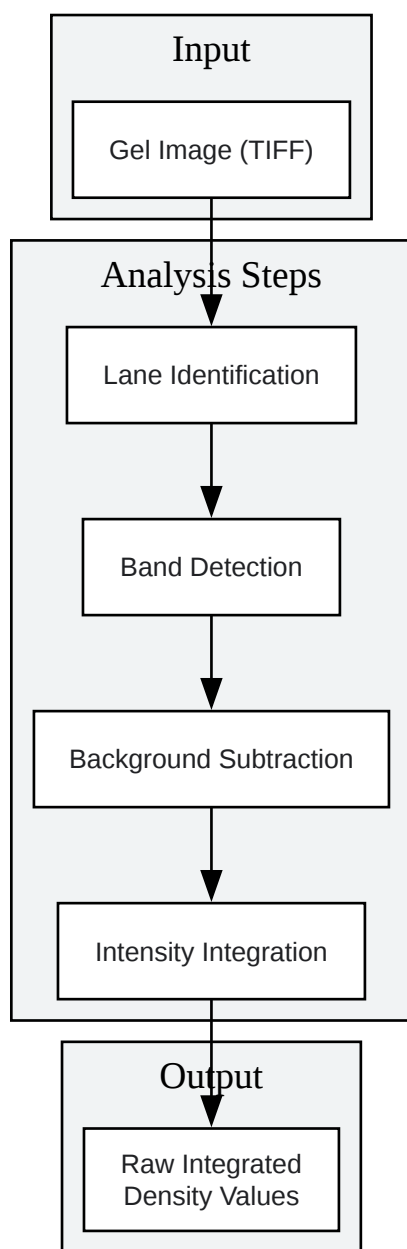 Input
Gel Image (TIFF)
Analysis Steps
Lane Identification
Band Detection
Background Subtraction
Intensity Integration
Output
Raw Integrated
Density Values